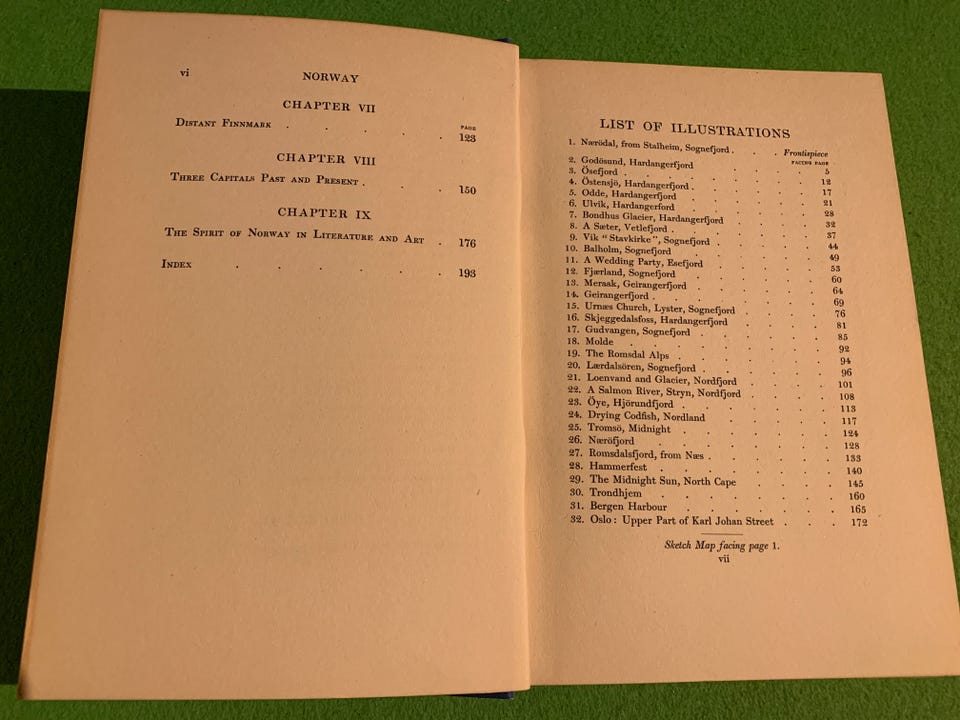 vi NORWAY
CHAPTER VII
PAGE
Distant Finnmark . . . . . 123
CHAPTER VIII
Three Capitals Past and Present . . . 150
CHAPTER IX
The Spirit of Norway in Literature and Art . 176
Index . . . . . . 193
LIST OF ILLUSTRATIONS
1. Nærödal, from Stalheim, Sognefjord . . . Frontispiece
FACING PAGE
2. Godösund, Hardangerfjord . . . . 5
3. Ösefjord . . . . . . 12
4. Östensjö, Hardangerfjord . . . . . 17
5. Odde, Hardangerfjord . . . . . 21
6. Ulvik, Hardangerford . . . . . 28
7. Bondhus Glacier, Hardangerfjord . . . . 32
8. A Sæter, Vetlefjord . . . . . 37
9. Vik "Stavkirke", Sognefjord . . . . 44
10. Balholm, Sognefjord . . . . . 49
11. A Wedding Party, Esefjord . . . . 53
12. Fjærland, Sognefjord . . . . . 60
13. Meraak, Geirangerfjord . . . . . 64
14. Geirangerfjord . . . . . . 69
15. Urnæs Church, Lyster, Sognefjord . . . . 76
16. Skjeggedalsfoss, Hardangerfjord . . . . 81
17. Gudvangen, Sognefjord . . . . . 85
18. Molde . . . . . . . 92
19. The Romsdal Alps . . . . . 94
20. Lærdalsören, Sognefjord . . . . . 96
21. Loenvand and Glacier, Nordfjord . . . . 101
22. A Salmon River, Stryn, Nordfjord . . . . 108
23. Öye, Hjörundfjord . . . . . 113
24. Drying Codfish, Nordland . . . . 117
25. Tromsö, Midnight . . . . . 124
26. Næröfjord . . . . . . 128
27. Romsdalsfjord, from Næs . . . . . 133
28. Hammerfest . . . . . . 140
29. The Midnight Sun, North Cape . . . . 145
30. Trondhjem . . . . . . 160
31. Bergen Harbour . . . . . 165
32. Oslo: Upper Part of Karl Johan Street . . . 172
Sketch Map facing page 1.
vii